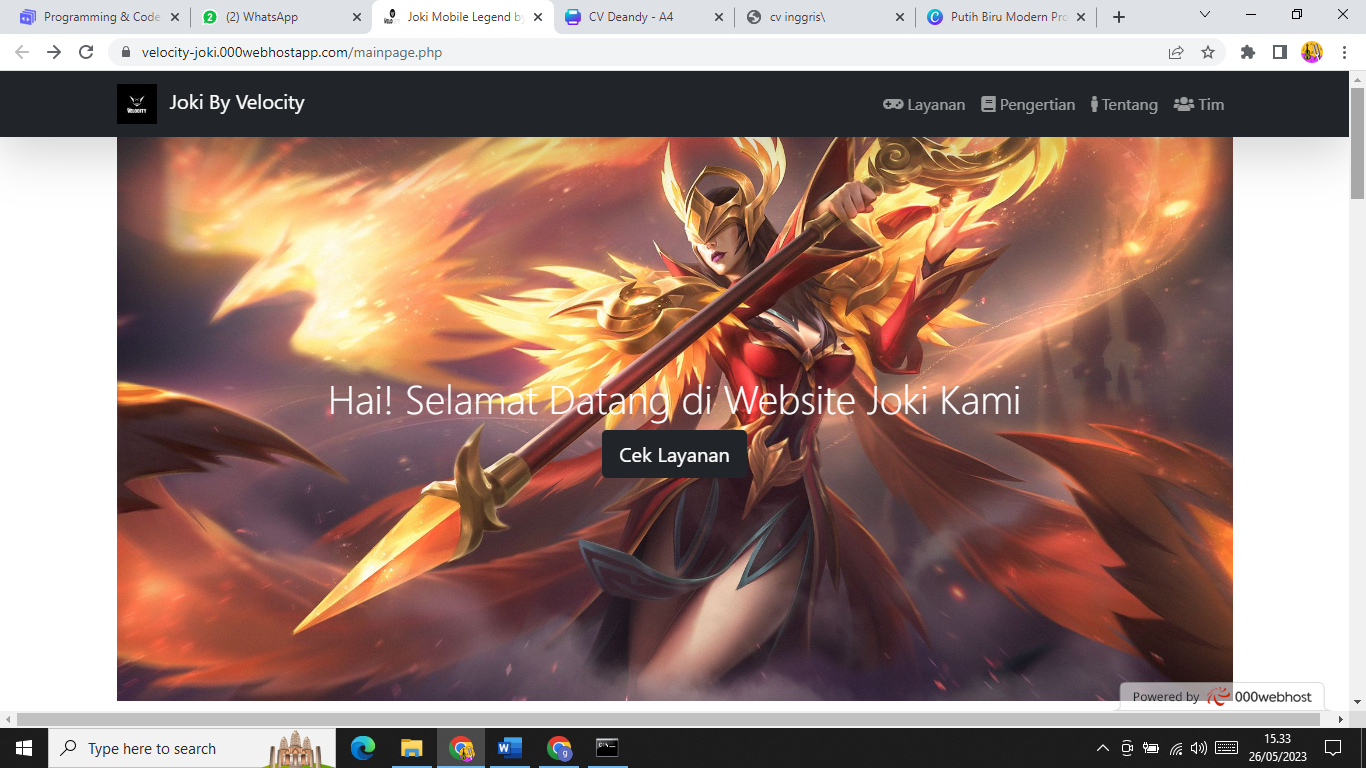 Programming & Code
(2) WhatsApp
Joki Mobile Legend by
CV Deandy - A4
cv inggris\
Putih Biru Modern Pro
velocity-joki.000webhostapp.com/mainpage.php
VELOCITY
Joki By Velocity
Layanan
Pengertian
Tentang
Tim
Hai! Selamat Datang di Website Joki Kami
Cek Layanan
Powered by 000webhost
Type here to search
15.33
26/05/2023